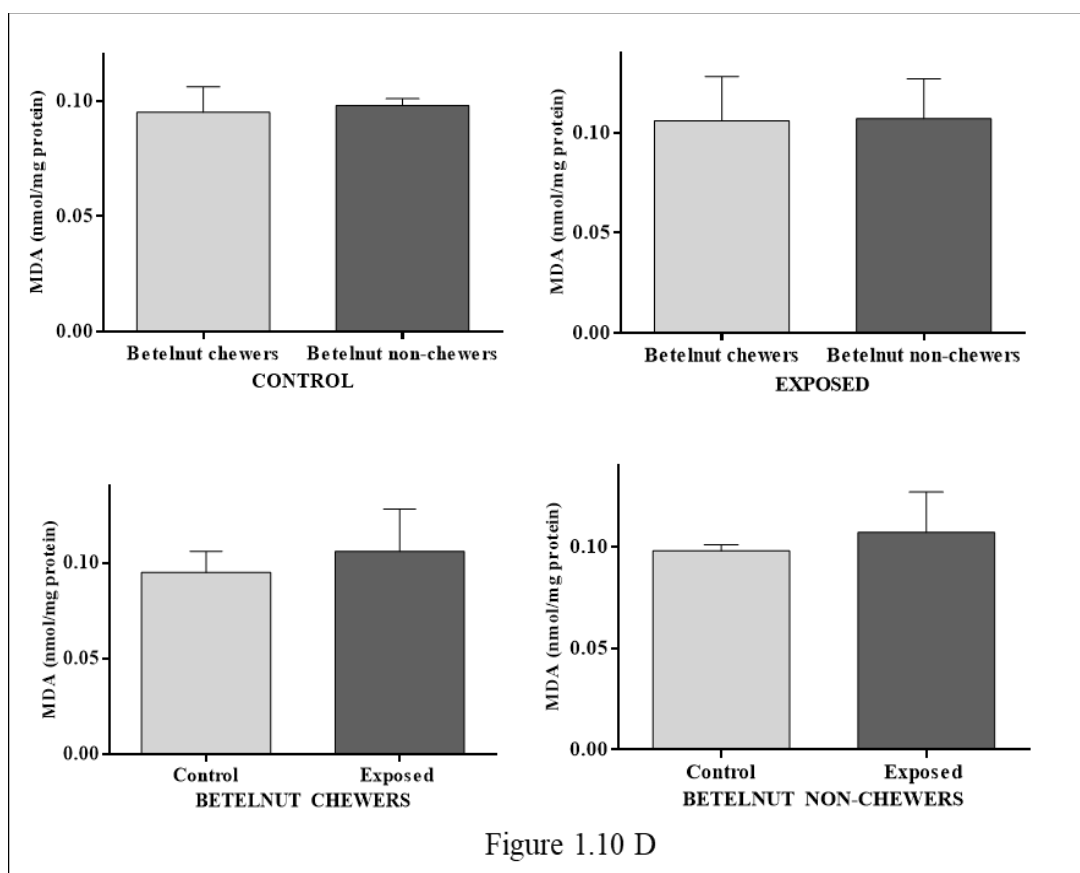 MDA (nmol/mg protein)
0.10
0.05
0.00
Betelnut chewers Betelnut non-chewers
CONTROL
MDA (nmol/mg protein)
0.10
0.05
0.00
Betelnut chewers Betelnut non-chewers
EXPOSED
MDA (nmol/mg protein)
0.10
0.05
0.00
Control Exposed
BETELNUT CHEWERS
MDA (nmol/mg protein)
0.10
0.05
0.00
Control Exposed
BETELNUT NON-CHEWERS
Figure 1.10 D